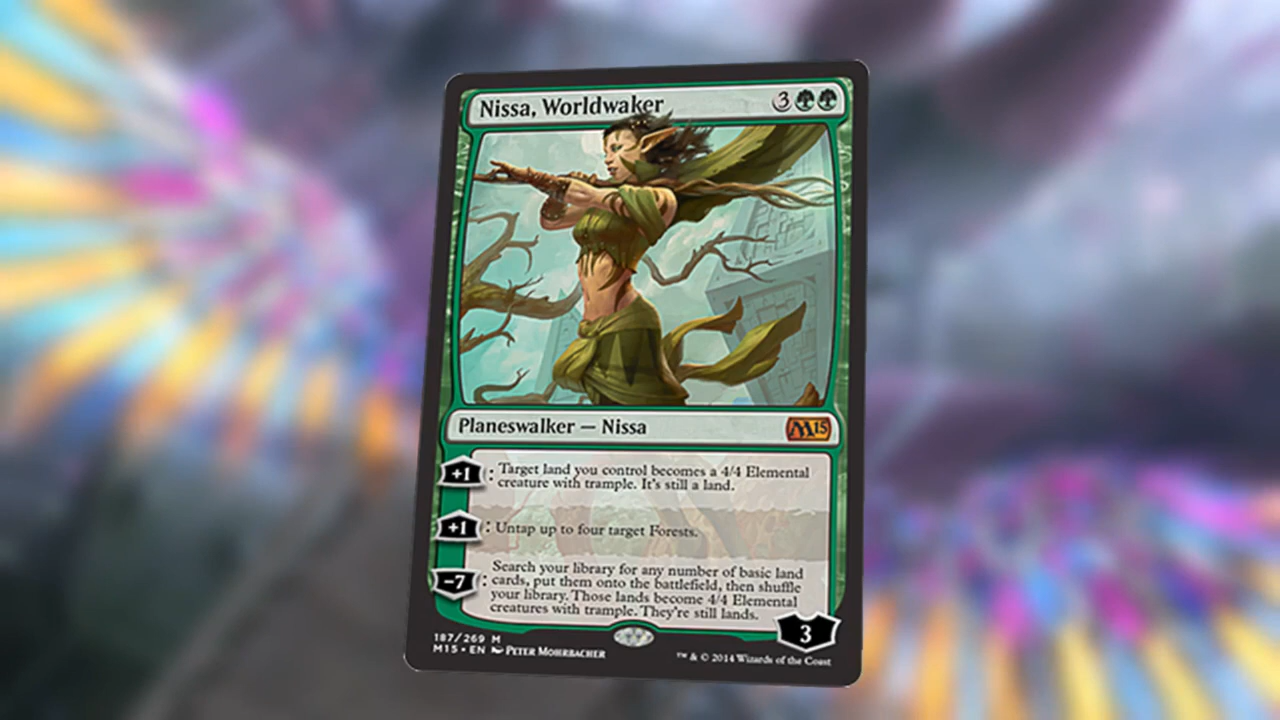 Nissa, Worldwaker 3
Planeswalker — Nissa M15
+1: Target land you control becomes a 4/4 Elemental
creature with trample. It's still a land.
+1: Untap up to four target Forests.
Search your library for any number of basic land
-7: cards, put them onto the battlefield, then shuffle
your library. Those lands become 4/4 Elemental
creatures with trample. They're still lands.
3
187/269 M
M15 • EN Peter Mohrbacher
™ & © 2014 Wizards of the Coast